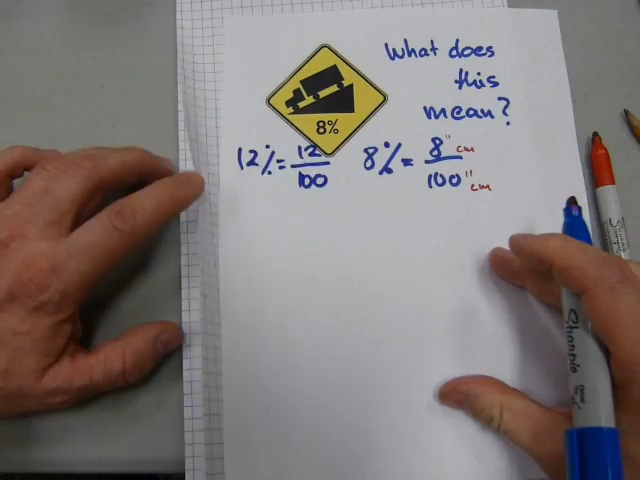 What does
this
mean?
8%
12% = 12/100
8% = 8" cm/100" cm
Sharpie